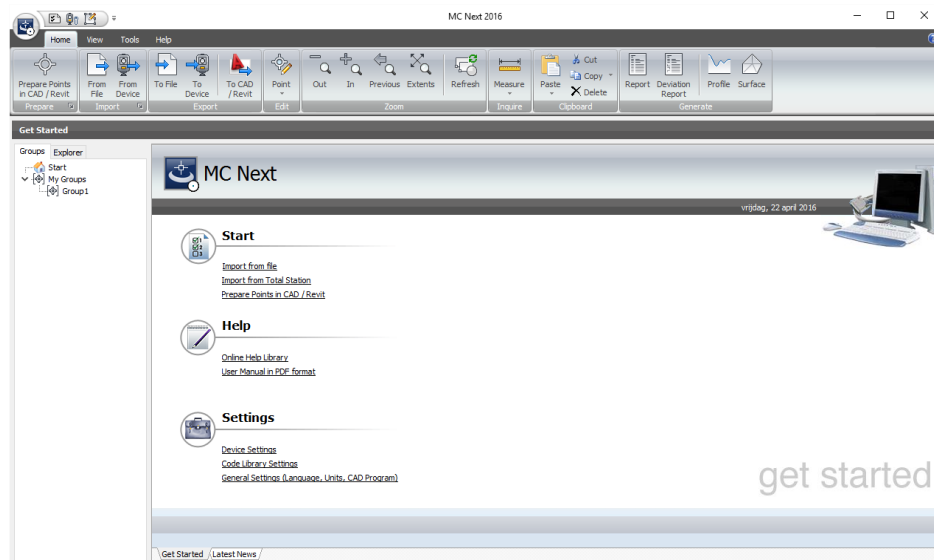 MC Next 2016
Home View Tools Help
Prepare Points in CAD / Revit
From File
From Device
To File
To Device
To CAD / Revit
Point
Out
In
Previous
Extents
Refresh
Measure
Paste
Cut
Copy
Delete
Report
Deviation Report
Profile
Surface
Prepare Import Export Edit Zoom Inquire Clipboard Generate
Get Started
Groups Explorer
Start
My Groups
Group1
MC Next
vrijdag, 22 april 2016
Start
Import from file
Import from Total Station
Prepare Points in CAD / Revit
Help
Online Help Library
User Manual in PDF format
Settings
Device Settings
Code Library Settings
General Settings (Language, Units, CAD Program)
get started
Get Started Latest News